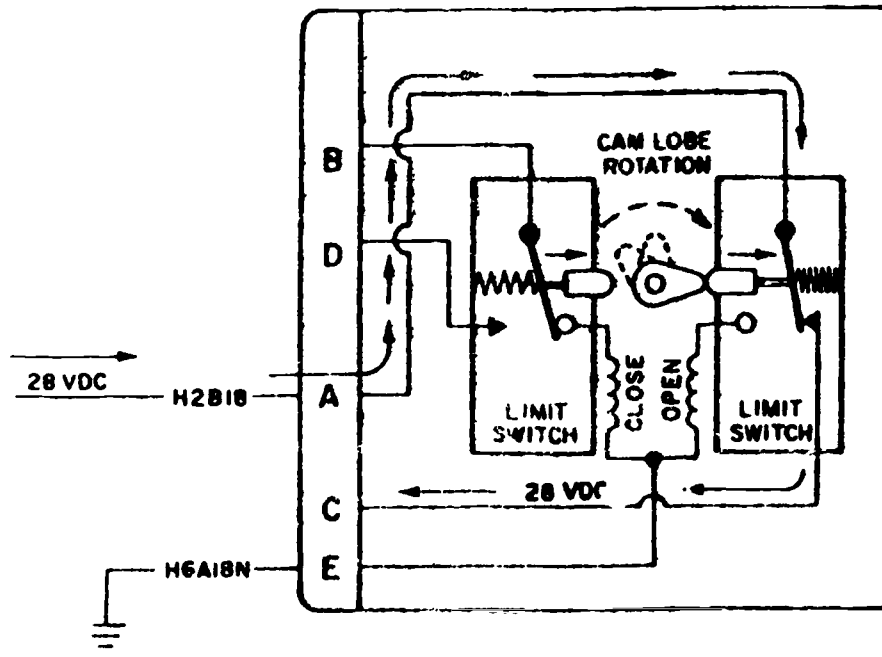 B
CAM LOBE
ROTATION
D
28 VDC
H2B18
A
CLOSE
OPEN
LIMIT
SWITCH
LIMIT
SWITCH
C
28 VDC
H6A18N
E